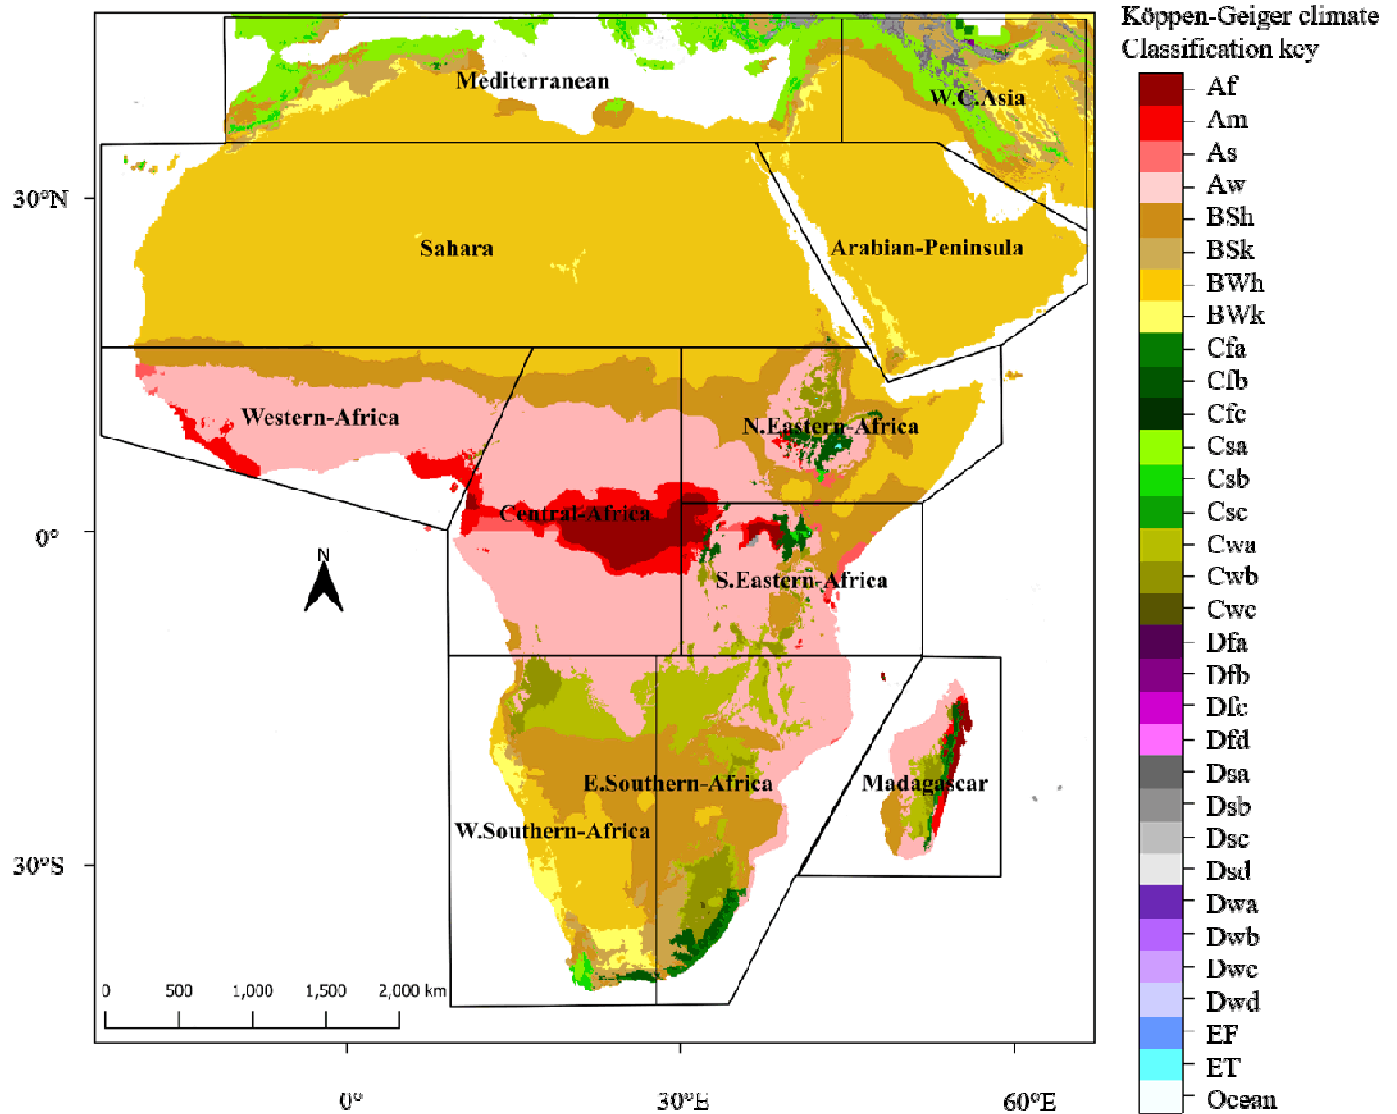 Köppen-Geiger climate
Classification key
Af
Am
As
Aw
BSh
BSk
BWh
BWk
Cfa
Cfb
Cfc
Csa
Csb
Csc
Cwa
Cwb
Cwc
Dfa
Dfb
Dfc
Dfd
Dsa
Dsb
Dsc
Dsd
Dwa
Dwb
Dwc
Dwd
EF
ET
Ocean
Mediterranean
W.C.Asia
30°N
Sahara
Arabian-Peninsula
Western-Africa
N.Eastern-Africa
Central-Africa
0°
N
S.Eastern-Africa
E.Southern-Africa
Madagascar
W.Southern-Africa
30°S
0 500 1,000 1,500 2,000 km
0° 30°E 60°E